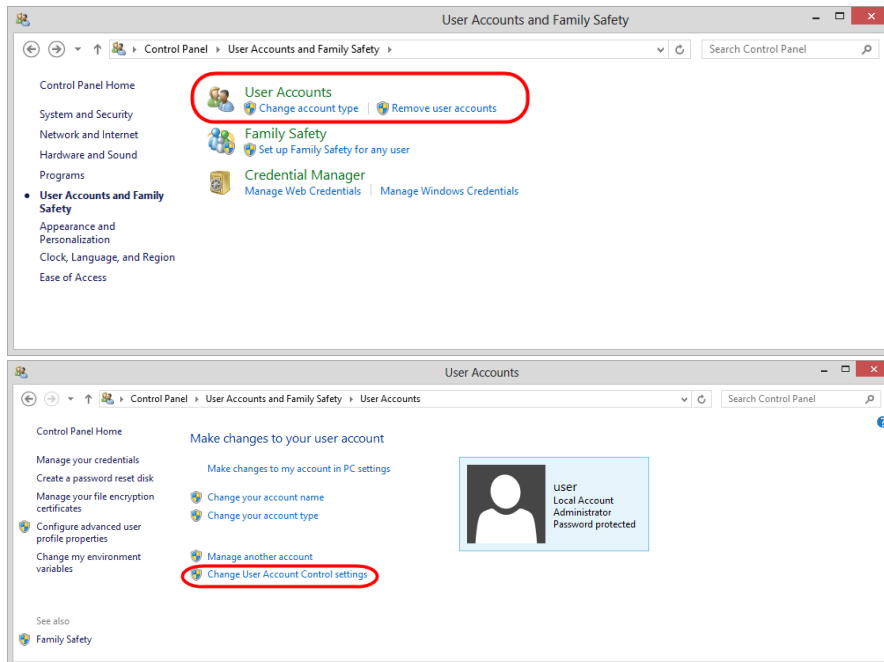 User Accounts and Family Safety
Control Panel User Accounts and Family Safety
Search Control Panel
Control Panel Home
System and Security
Network and Internet
Hardware and Sound
Programs
User Accounts and Family
Safety
Appearance and
Personalization
Clock, Language, and Region
Ease of Access
User Accounts
Change account type Remove user accounts
Family Safety
Set up Family Safety for any user
Credential Manager
Manage Web Credentials Manage Windows Credentials
User Accounts
Control Panel User Accounts and Family Safety User Accounts
Search Control Panel
Control Panel Home
Manage your credentials
Create a password reset disk
Manage your file encryption
certificates
Configure advanced user
profile properties
Change my environment
variables
See also
Family Safety
Make changes to your user account
Make changes to my account in PC settings
Change your account name
Change your account type
Manage another account
Change User Account Control settings
user
Local Account
Administrator
Password protected